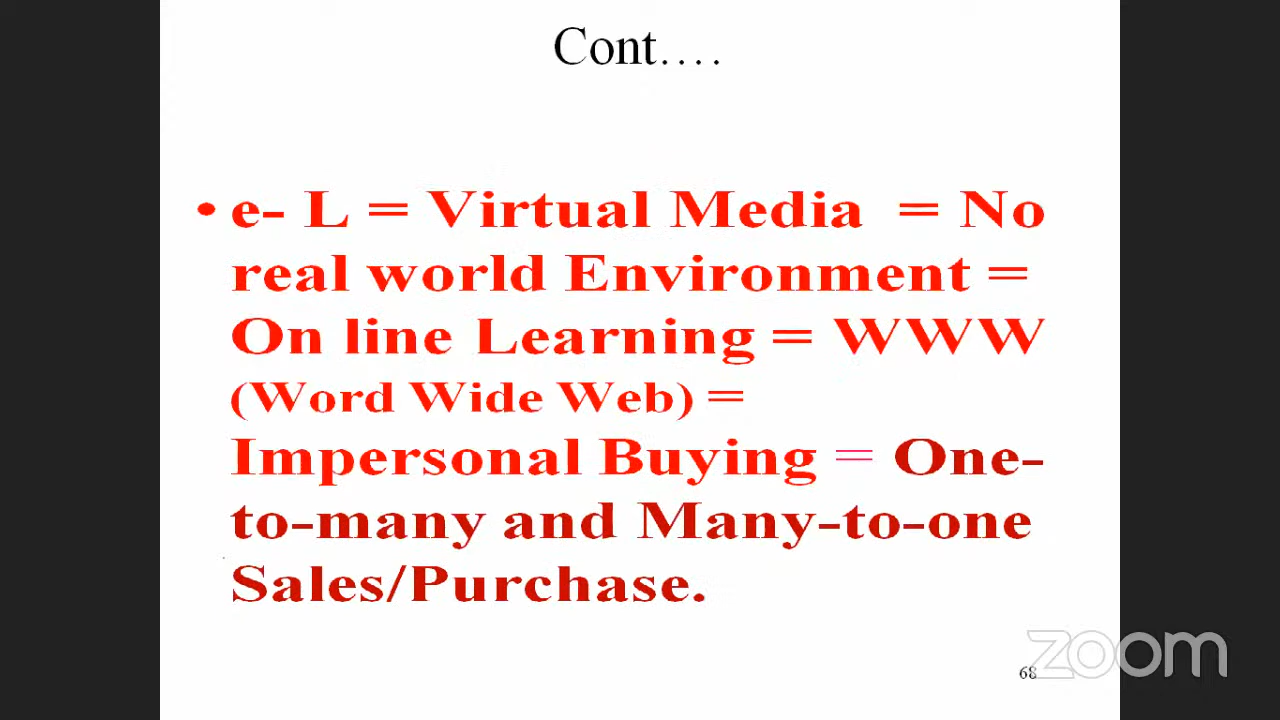 Cont….
• e- L = Virtual Media = No
real world Environment =
On line Learning = WWW
(Word Wide Web) =
Impersonal Buying = One-
to-many and Many-to-one
Sales/Purchase.
68
zoom